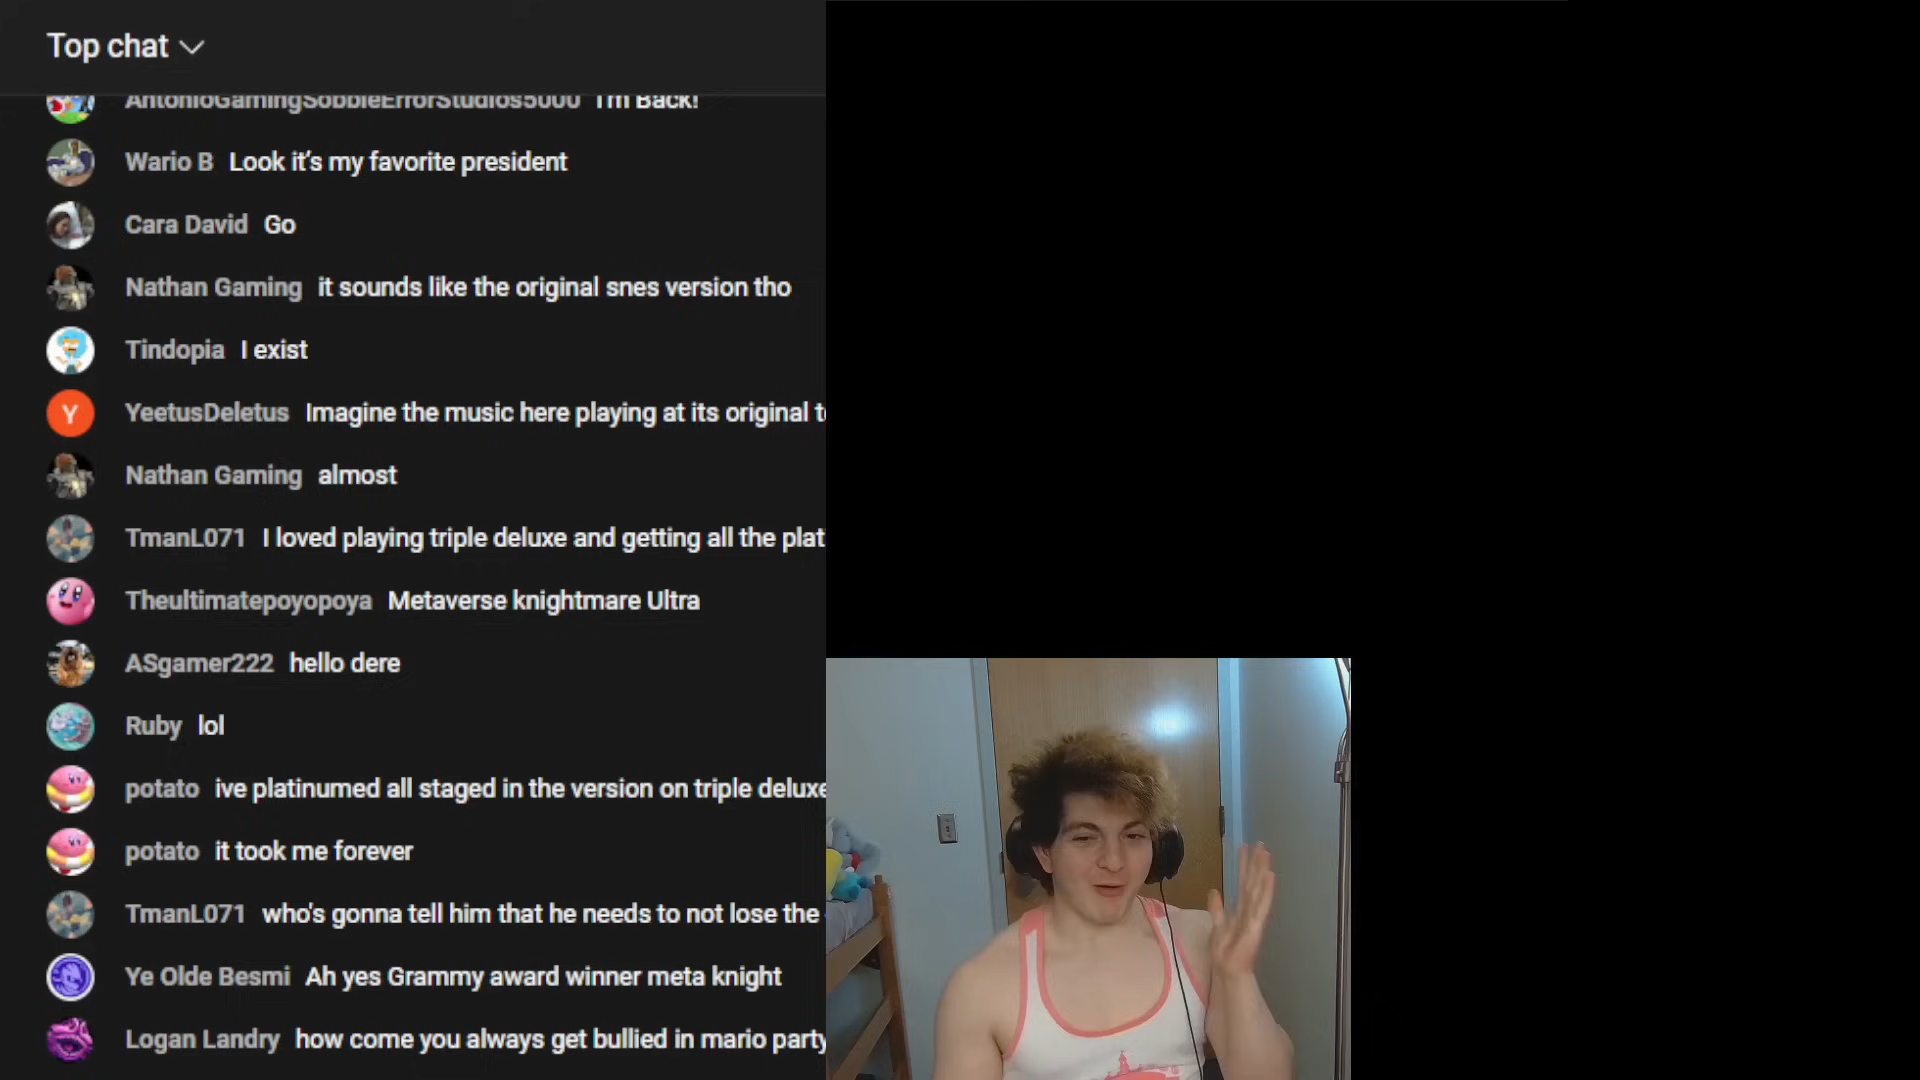 Top chat
AntonioGamingSobbleErrorStudios5000 I'm Back!
Wario B Look it's my favorite president
Cara David Go
Nathan Gaming it sounds like the original snes version tho
Tindopia I exist
Y YeetusDeletus Imagine the music here playing at its original
Nathan Gaming almost
TmanL071 I loved playing triple deluxe and getting all the plat
Theultimatepoyopoya Metaverse knightmare Ultra
ASgamer222 hello dere
Ruby lol
potato ive platinumed all staged in the version on triple deluxe
potato it took me forever
TmanL071 who's gonna tell him that he needs to not lose the
Ye Olde Besmi Ah yes Grammy award winner meta knight
Logan Landry how come you always get bullied in mario party